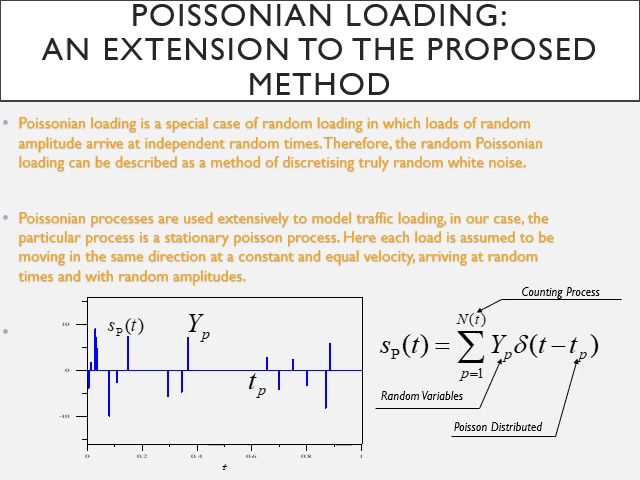 POISSONIAN LOADING:
AN EXTENSION TO THE PROPOSED
METHOD
• Poissonian loading is a special case of random loading in which loads of random
amplitude arrive at independent random times. Therefore, the random Poissonian
loading can be described as a method of discretising truly random white noise.
• Poissonian processes are used extensively to model traffic loading, in our case, the
particular process is a stationary poisson process. Here each load is assumed to be
moving in the same direction at a constant and equal velocity, arriving at random
times and with random amplitudes.
•
s_P(t)
Y_p
t_p
10
0
-10
0 0.2 0.4 0.6 0.8 1
t
Counting Process
s_P(t) = ∑_{p=1}^{N(t)} Y_p δ(t − t_p)
Random Variables
Poisson Distributed